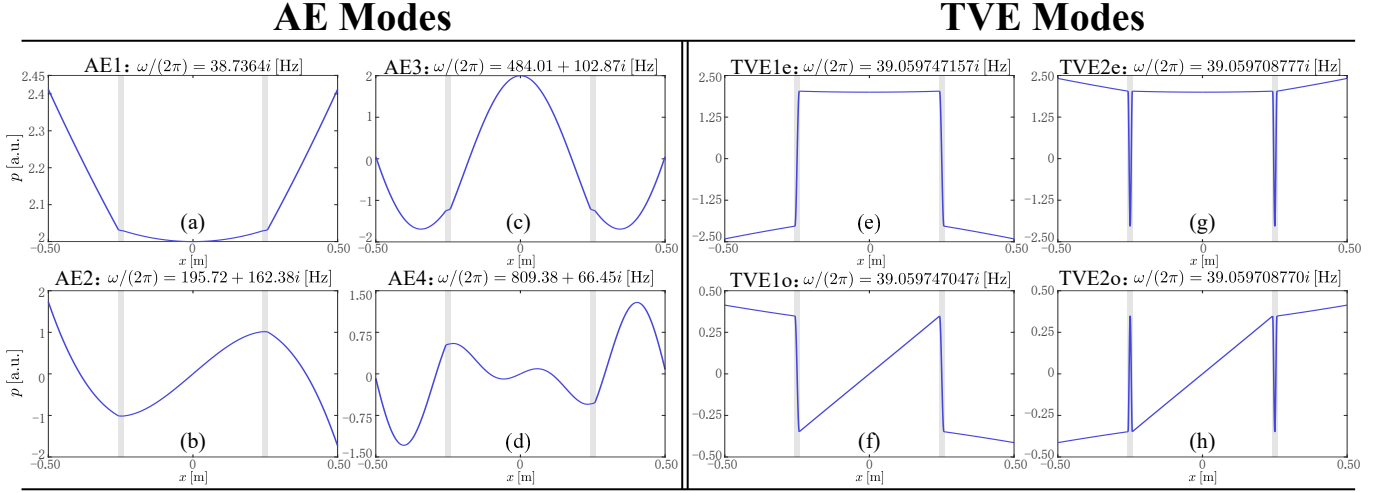 AE Modes
TVE Modes
AE1: ω/(2π) = 38.7364i [Hz]
2.45
2.4
2.3
2.2
2.1
2
p [a.u.]
(a)
−0.50
0
0.50
x [m]
AE3: ω/(2π) = 484.01 + 102.87i [Hz]
2
1
0
−1
−2
(c)
−0.50
0
0.50
x [m]
TVE1e: ω/(2π) = 39.059747157i [Hz]
2.50
1.25
0
−1.25
−2.50
(e)
−0.50
0
0.50
x [m]
TVE2e: ω/(2π) = 39.059708777i [Hz]
2.50
1.25
0
−1.25
−2.50
(g)
−0.50
0
0.50
x [m]
AE2: ω/(2π) = 195.72 + 162.38i [Hz]
2
1
0
−1
−2
p [a.u.]
(b)
−0.50
0
0.50
x [m]
AE4: ω/(2π) = 809.38 + 66.45i [Hz]
1.50
0.75
0
−0.75
−1.50
(d)
−0.50
0
0.50
x [m]
TVE1o: ω/(2π) = 39.059747047i [Hz]
0.50
0.25
0
−0.25
−0.50
(f)
−0.50
0
0.50
x [m]
TVE2o: ω/(2π) = 39.059708770i [Hz]
0.50
0.25
0
−0.25
−0.50
(h)
−0.50
0
0.50
x [m]